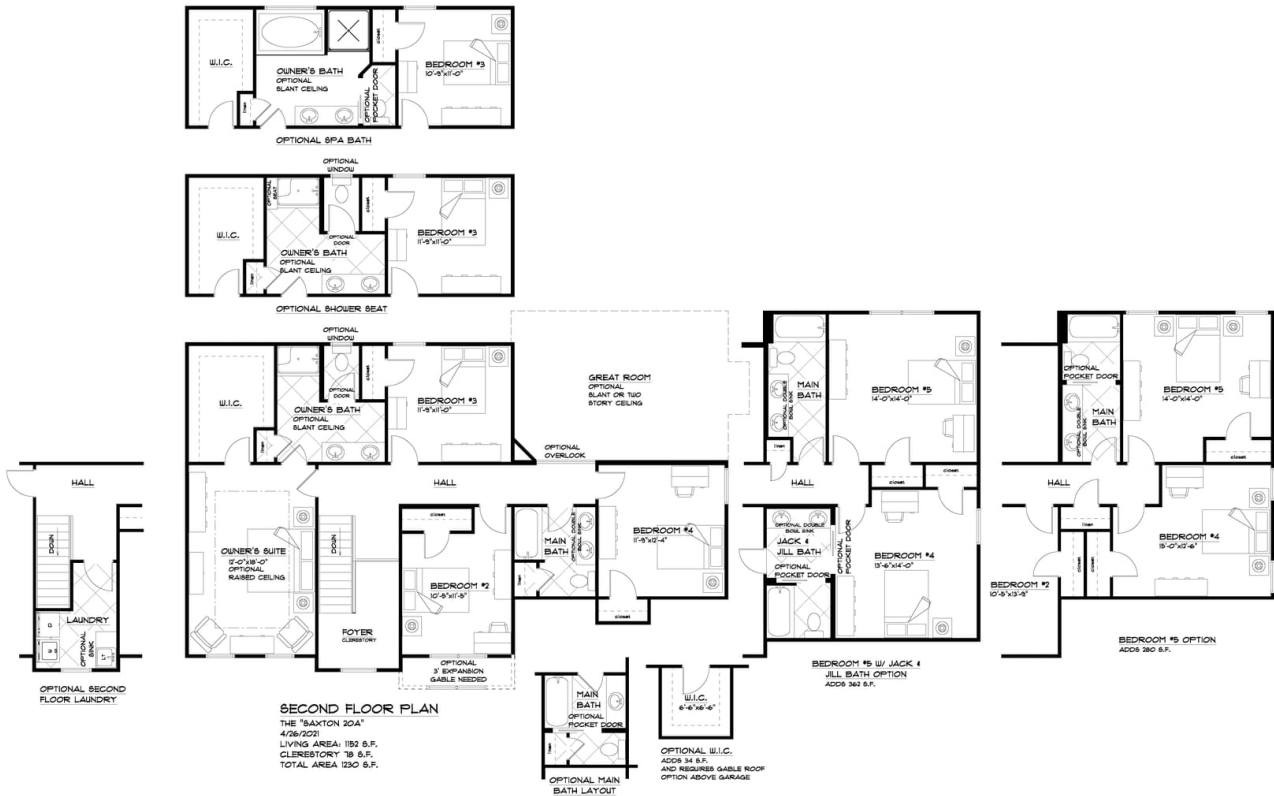 W.I.C.
OWNER'S BATH
OPTIONAL
SLANT CEILING
linen
OPTIONAL
POCKET DOOR
closet
BEDROOM #3
10'-9"x11'-0"
OPTIONAL SPA BATH
OPTIONAL
WINDOW
W.I.C.
OPTIONAL
SEAT
OPTIONAL
DOOR
OWNER'S BATH
OPTIONAL
SLANT CEILING
linen
closet
BEDROOM #3
11'-9"x11'-0"
OPTIONAL SHOWER SEAT
OPTIONAL
WINDOW
W.I.C.
OPTIONAL
DOOR
OWNER'S BATH
OPTIONAL
SLANT CEILING
linen
closet
BEDROOM #3
11'-9"x11'-0"
GREAT ROOM
OPTIONAL
SLANT OR TWO
STORY CEILING
OPTIONAL
OVERLOOK
HALL
DOWN
LAUNDRY
OPTIONAL
SINK
D
W
LT
OPTIONAL SECOND
FLOOR LAUNDRY
OWNER'S SUITE
12'-0"x18'-0"
OPTIONAL
RAISED CEILING
HALL
DOWN
FOYER
CLERESTORY
closet
BEDROOM #2
10'-5"x11'-5"
OPTIONAL
3' EXPANSION
GABLE NEEDED
MAIN
BATH
OPTIONAL DOUBLE
BOWL SINK
linen
BEDROOM #4
11'-9"x12'-4"
closet
SECOND FLOOR PLAN
THE "SAXTON 20A"
4/26/2021
LIVING AREA: 1152 S.F.
CLERESTORY 78 S.F.
TOTAL AREA 1230 S.F.
MAIN
BATH
OPTIONAL
POCKET DOOR
linen
OPTIONAL MAIN
BATH LAYOUT
W.I.C.
6'-6"x6'-6"
OPTIONAL W.I.C.
ADDS 34 S.F.
AND REQUIRES GABLE ROOF
OPTION ABOVE GARAGE
MAIN
BATH
OPTIONAL DOUBLE
BOWL SINK
linen
BEDROOM #5
14'-0"x14'-0"
HALL
closet
closet
OPTIONAL DOUBLE
BOWL SINK
JACK &
JILL BATH
OPTIONAL
POCKET DOOR
OPTIONAL
POCKET DOOR
BEDROOM #4
13'-6"x14'-0"
BEDROOM #5 W/ JACK &
JILL BATH OPTION
ADDS 362 S.F.
OPTIONAL
POCKET DOOR
MAIN
BATH
OPTIONAL DOUBLE
BOWL SINK
BEDROOM #5
14'-0"x14'-0"
closet
HALL
linen
closet
closet
BEDROOM #4
15'-0"x12'-6"
BEDROOM #2
BEDROOM #5 OPTION
ADDS 280 S.F.